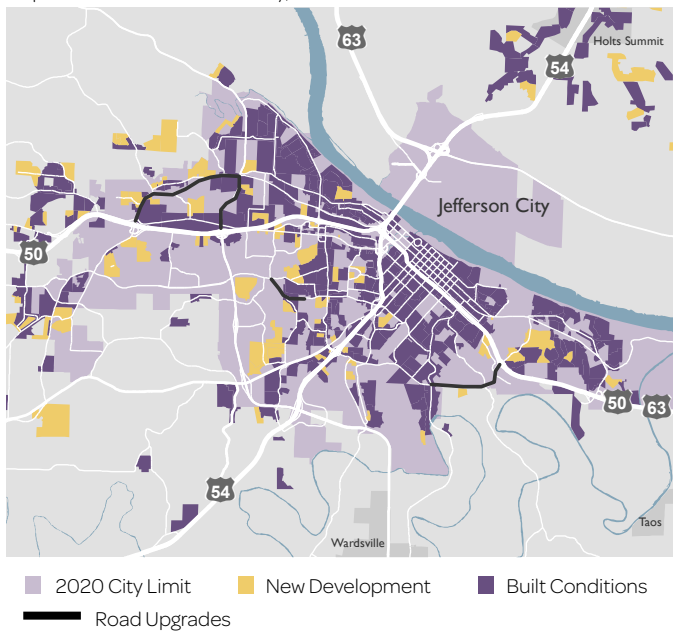 63
Holts Summit
54
Jefferson City
50
50
63
54
Taos
Wardsville
2020 City Limit
New Development
Built Conditions
Road Upgrades